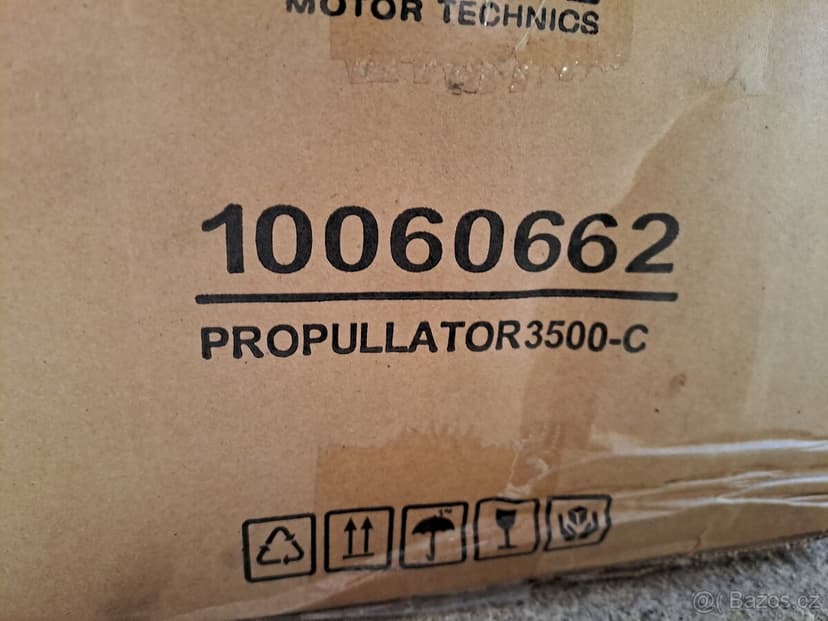 MOTOR TECHNICS
10060662
PROPULLATOR3500-C
@( Bazos.cz